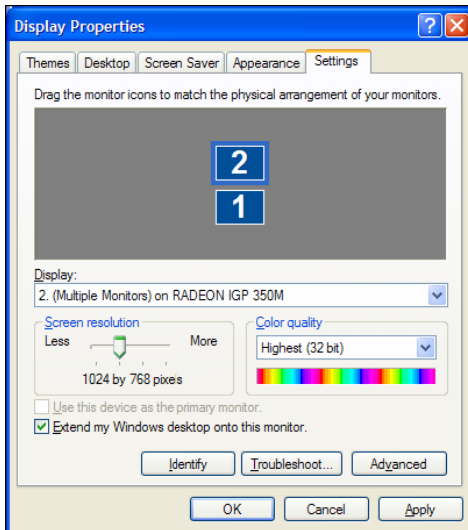 Display Properties
Themes Desktop Screen Saver Appearance Settings
Drag the monitor icons to match the physical arrangement of your monitors.
2
1
Display:
2. (Multiple Monitors) on RADEON IGP 350M
Screen resolution
Less More
1024 by 768 pixels
Color quality
Highest (32 bit)
Use this device as the primary monitor.
Extend my Windows desktop onto this monitor.
Identify Troubleshoot... Advanced
OK Cancel Apply